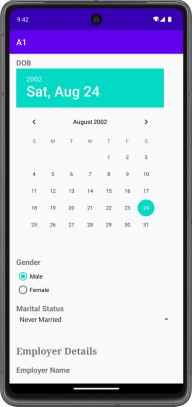 9:42
A1
DOB
2002
Sat, Aug 24
August 2002
S M T W T F S
1 2 3
4 5 6 7 8 9 10
11 12 13 14 15 16 17
18 19 20 21 22 23 24
25 26 27 28 29 30 31
Gender
Male
Female
Marital Status
Never Married
Employer Details
Employer Name